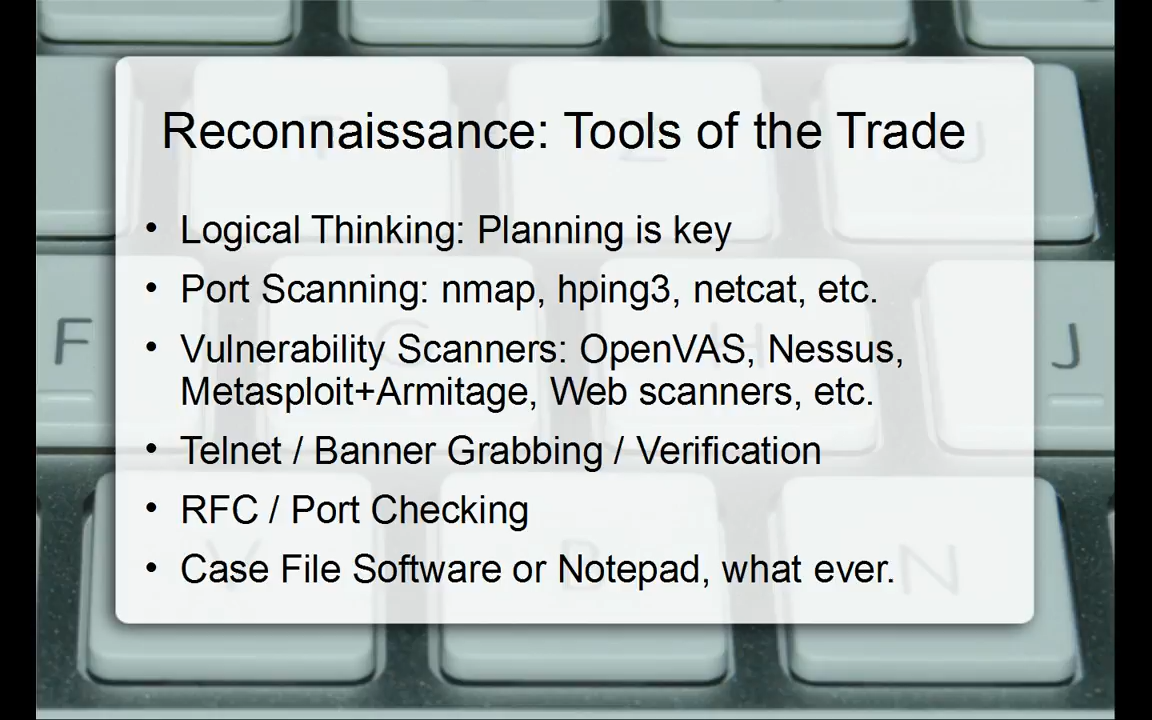 Reconnaissance: Tools of the Trade
• Logical Thinking: Planning is key
• Port Scanning: nmap, hping3, netcat, etc.
• Vulnerability Scanners: OpenVAS, Nessus,
Metasploit+Armitage, Web scanners, etc.
• Telnet / Banner Grabbing / Verification
• RFC / Port Checking
• Case File Software or Notepad, what ever.
F
J
V
B
N